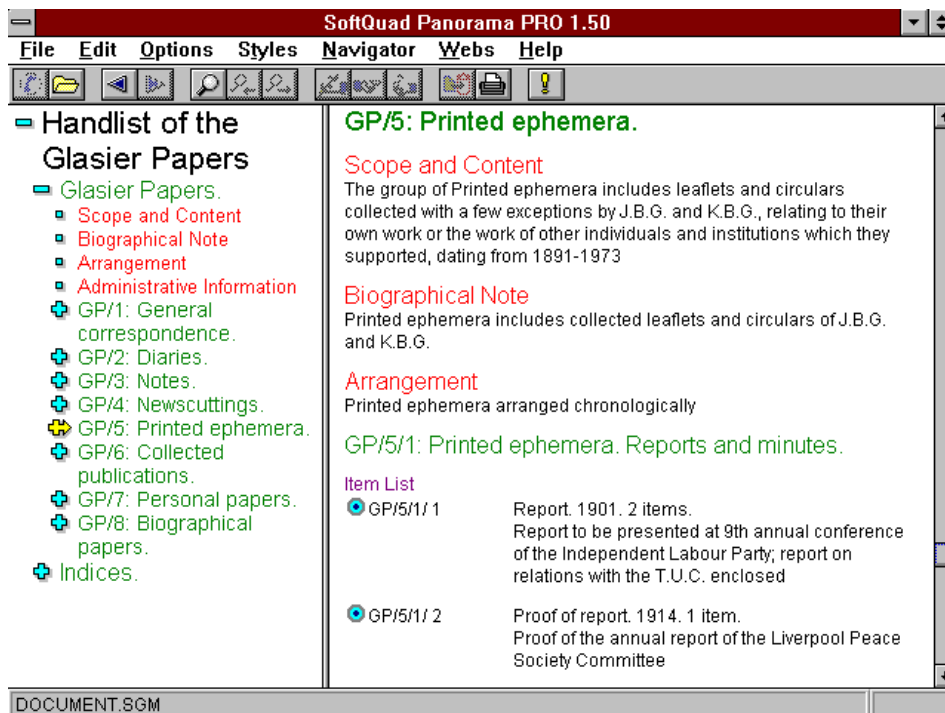 SoftQuad Panorama PRO 1.50
File Edit Options Styles Navigator Webs Help
Handlist of the
Glasier Papers
Glasier Papers.
Scope and Content
Biographical Note
Arrangement
Administrative Information
GP/1: General
correspondence.
GP/2: Diaries.
GP/3: Notes.
GP/4: Newscuttings.
GP/5: Printed ephemera.
GP/6: Collected
publications.
GP/7: Personal papers.
GP/8: Biographical
papers.
Indices.
GP/5: Printed ephemera.
Scope and Content
The group of Printed ephemera includes leaflets and circulars
collected with a few exceptions by J.B.G. and K.B.G., relating to their
own work or the work of other individuals and institutions which they
supported, dating from 1891-1973
Biographical Note
Printed ephemera includes collected leaflets and circulars of J.B.G.
and K.B.G.
Arrangement
Printed ephemera arranged chronologically
GP/5/1: Printed ephemera. Reports and minutes.
Item List
GP/5/1/ 1 Report. 1901. 2 items.
Report to be presented at 9th annual conference
of the Independent Labour Party; report on
relations with the T.U.C. enclosed
GP/5/1/ 2 Proof of report. 1914. 1 item.
Proof of the annual report of the Liverpool Peace
Society Committee
DOCUMENT.SGM